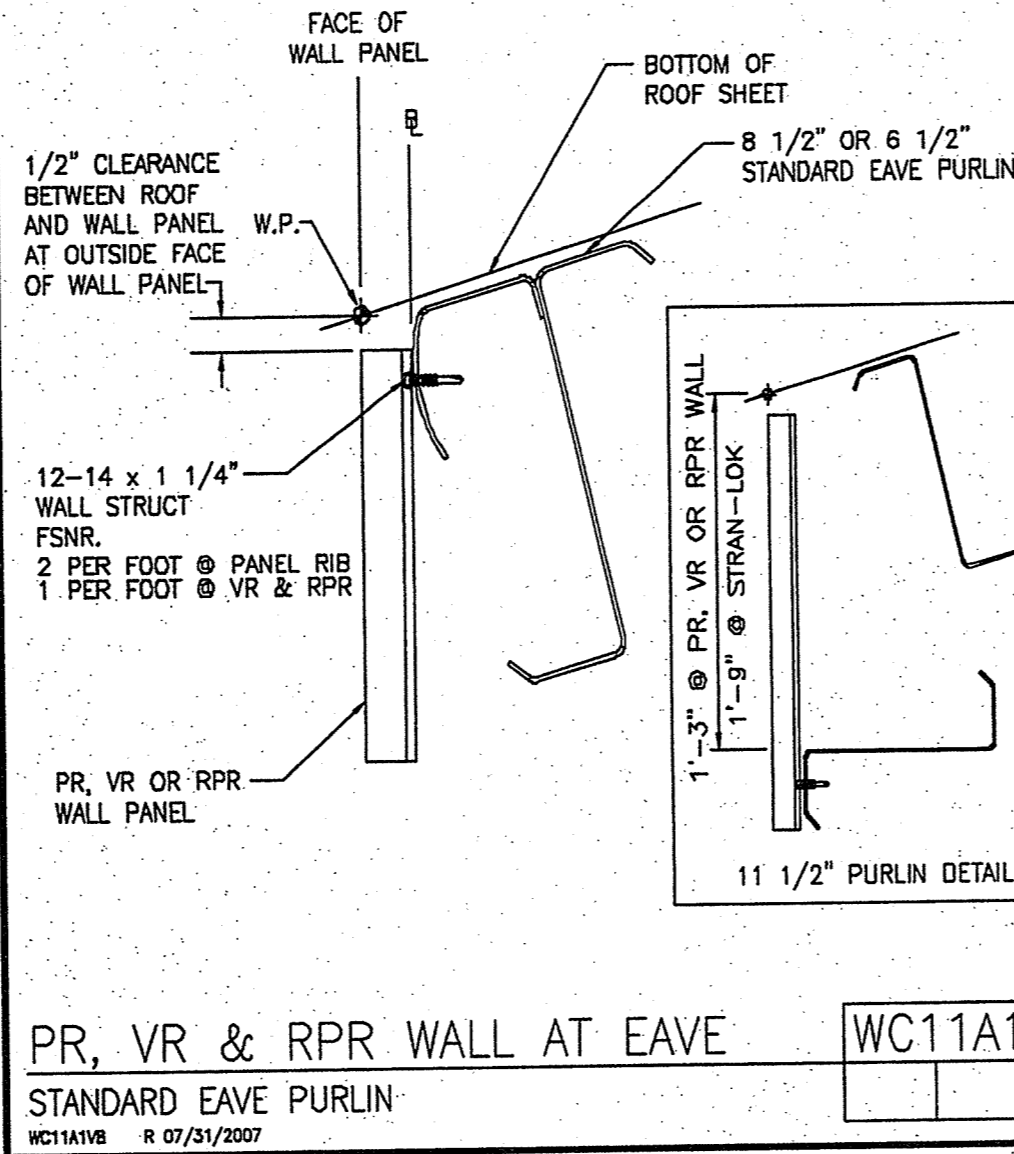 FACE OF
WALL PANEL
BOTTOM OF
ROOF SHEET
8 1/2" OR 6 1/2"
STANDARD EAVE PURLIN
1/2" CLEARANCE
BETWEEN ROOF
AND WALL PANEL
AT OUTSIDE FACE
OF WALL PANEL
W.P.
12-14 x 1 1/4"
WALL STRUCT
FSNR.
2 PER FOOT @ PANEL RIB
1 PER FOOT @ VR & RPR
PR, VR OR RPR
WALL PANEL
1'-3" @ PR, VR OR RPR WALL
1'-9" @ STRAN-LOK
11 1/2" PURLIN DETAIL
PR, VR & RPR WALL AT EAVE
WC11A1
STANDARD EAVE PURLIN
WC11A1VB R 07/31/2007